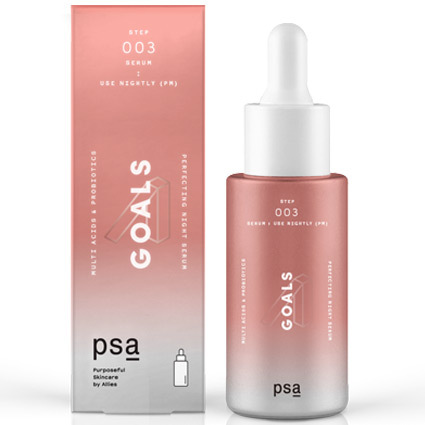 STEP
003
SERUM
:
USE NIGHTLY (PM)
MULTI ACIDS & PROBIOTICS
GOALS
PERFECTING NIGHT SERUM
psa
Purposeful
Skincare
by Allies
STEP
003
SERUM : USE NIGHTLY (PM)
MULTI ACIDS & PROBIOTICS
GOALS
PERFECTING NIGHT SERUM
psa